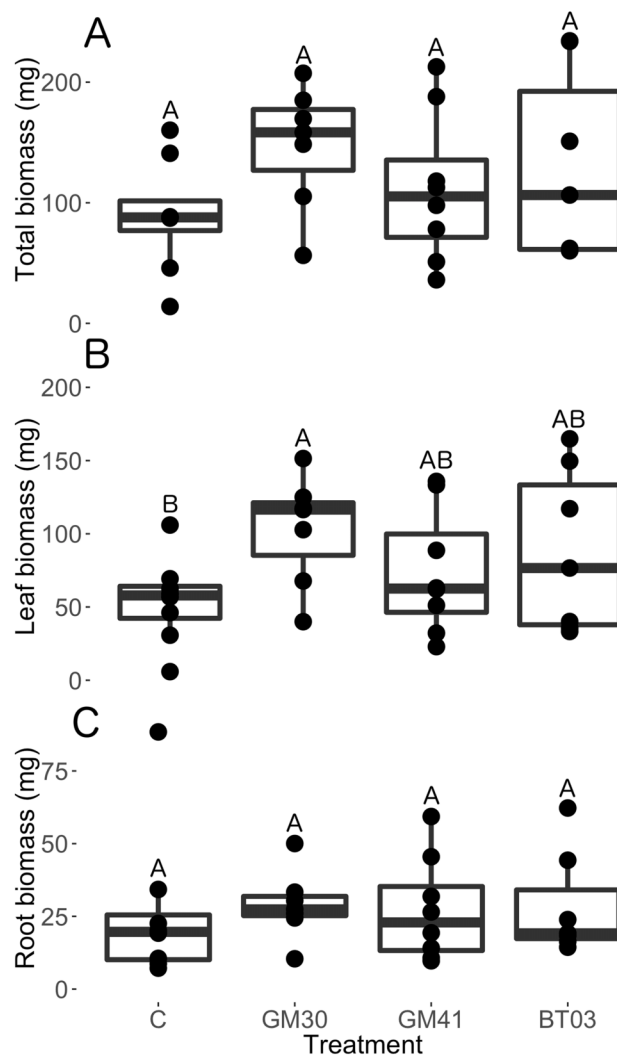 A
Total biomass (mg)
200
100
0
A
A
A
A
B
Leaf biomass (mg)
200
150
100
50
0
B
A
AB
AB
C
Root biomass (mg)
75
50
25
0
A
A
A
A
C GM30 GM41 BT03
Treatment